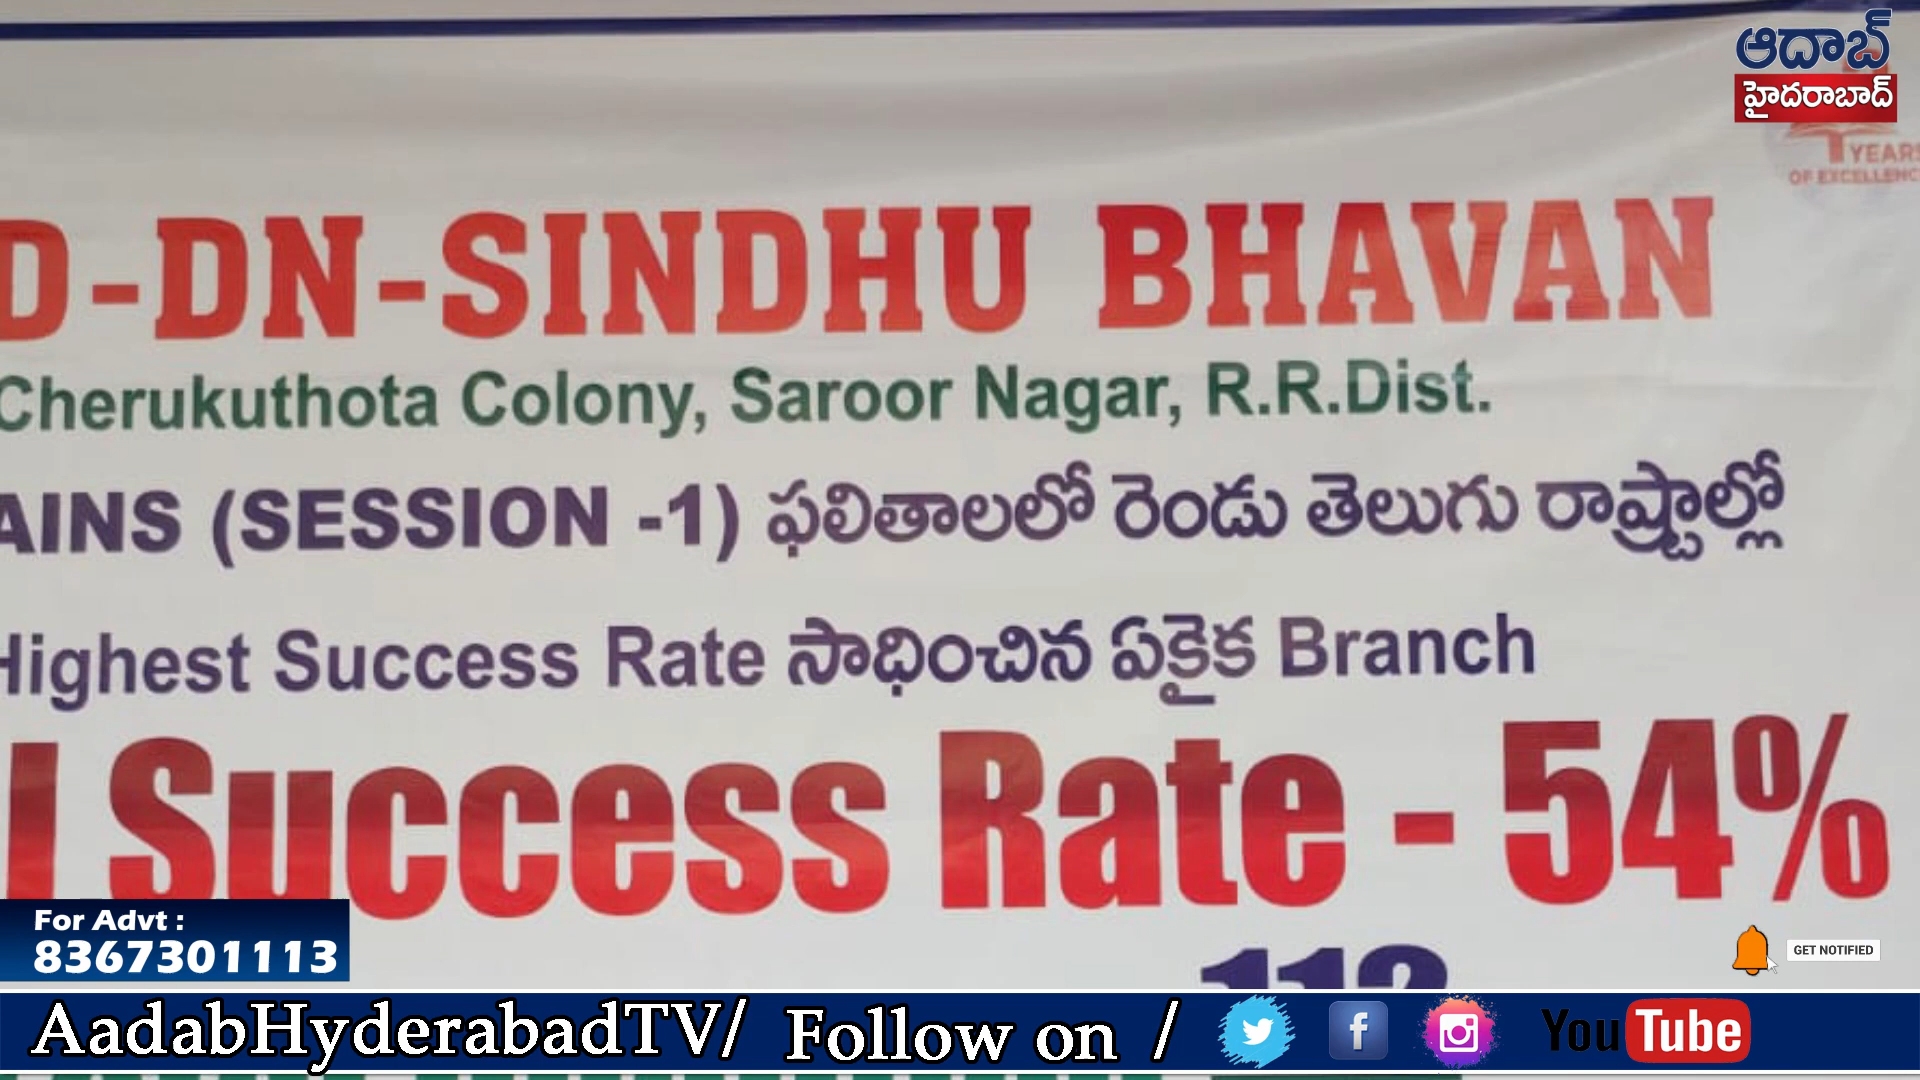 ఆదాబ్
హైదరాబాద్
YEARS
OF EXCELLENC
D-DN-SINDHU BHAVAN
Cherukuthota Colony, Saroor Nagar, R.R.Dist.
AINS (SESSION -1) ఫలితాలలో రెండు తెలుగు రాష్ట్రాల్లో
Highest Success Rate సాధించిన ఏకైక Branch
l Success Rate - 54%
For Advt :
8367301113
GET NOTIFIED
AadabHyderabadTV/ Follow on / YouTube